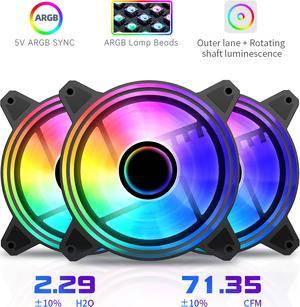 ARGB
5V ARGB SYNC
ARGB Lamp Beads
Outer lane + Rotating
shaft luminescence
2.29 71.35
±10% H2O ±10% CFM